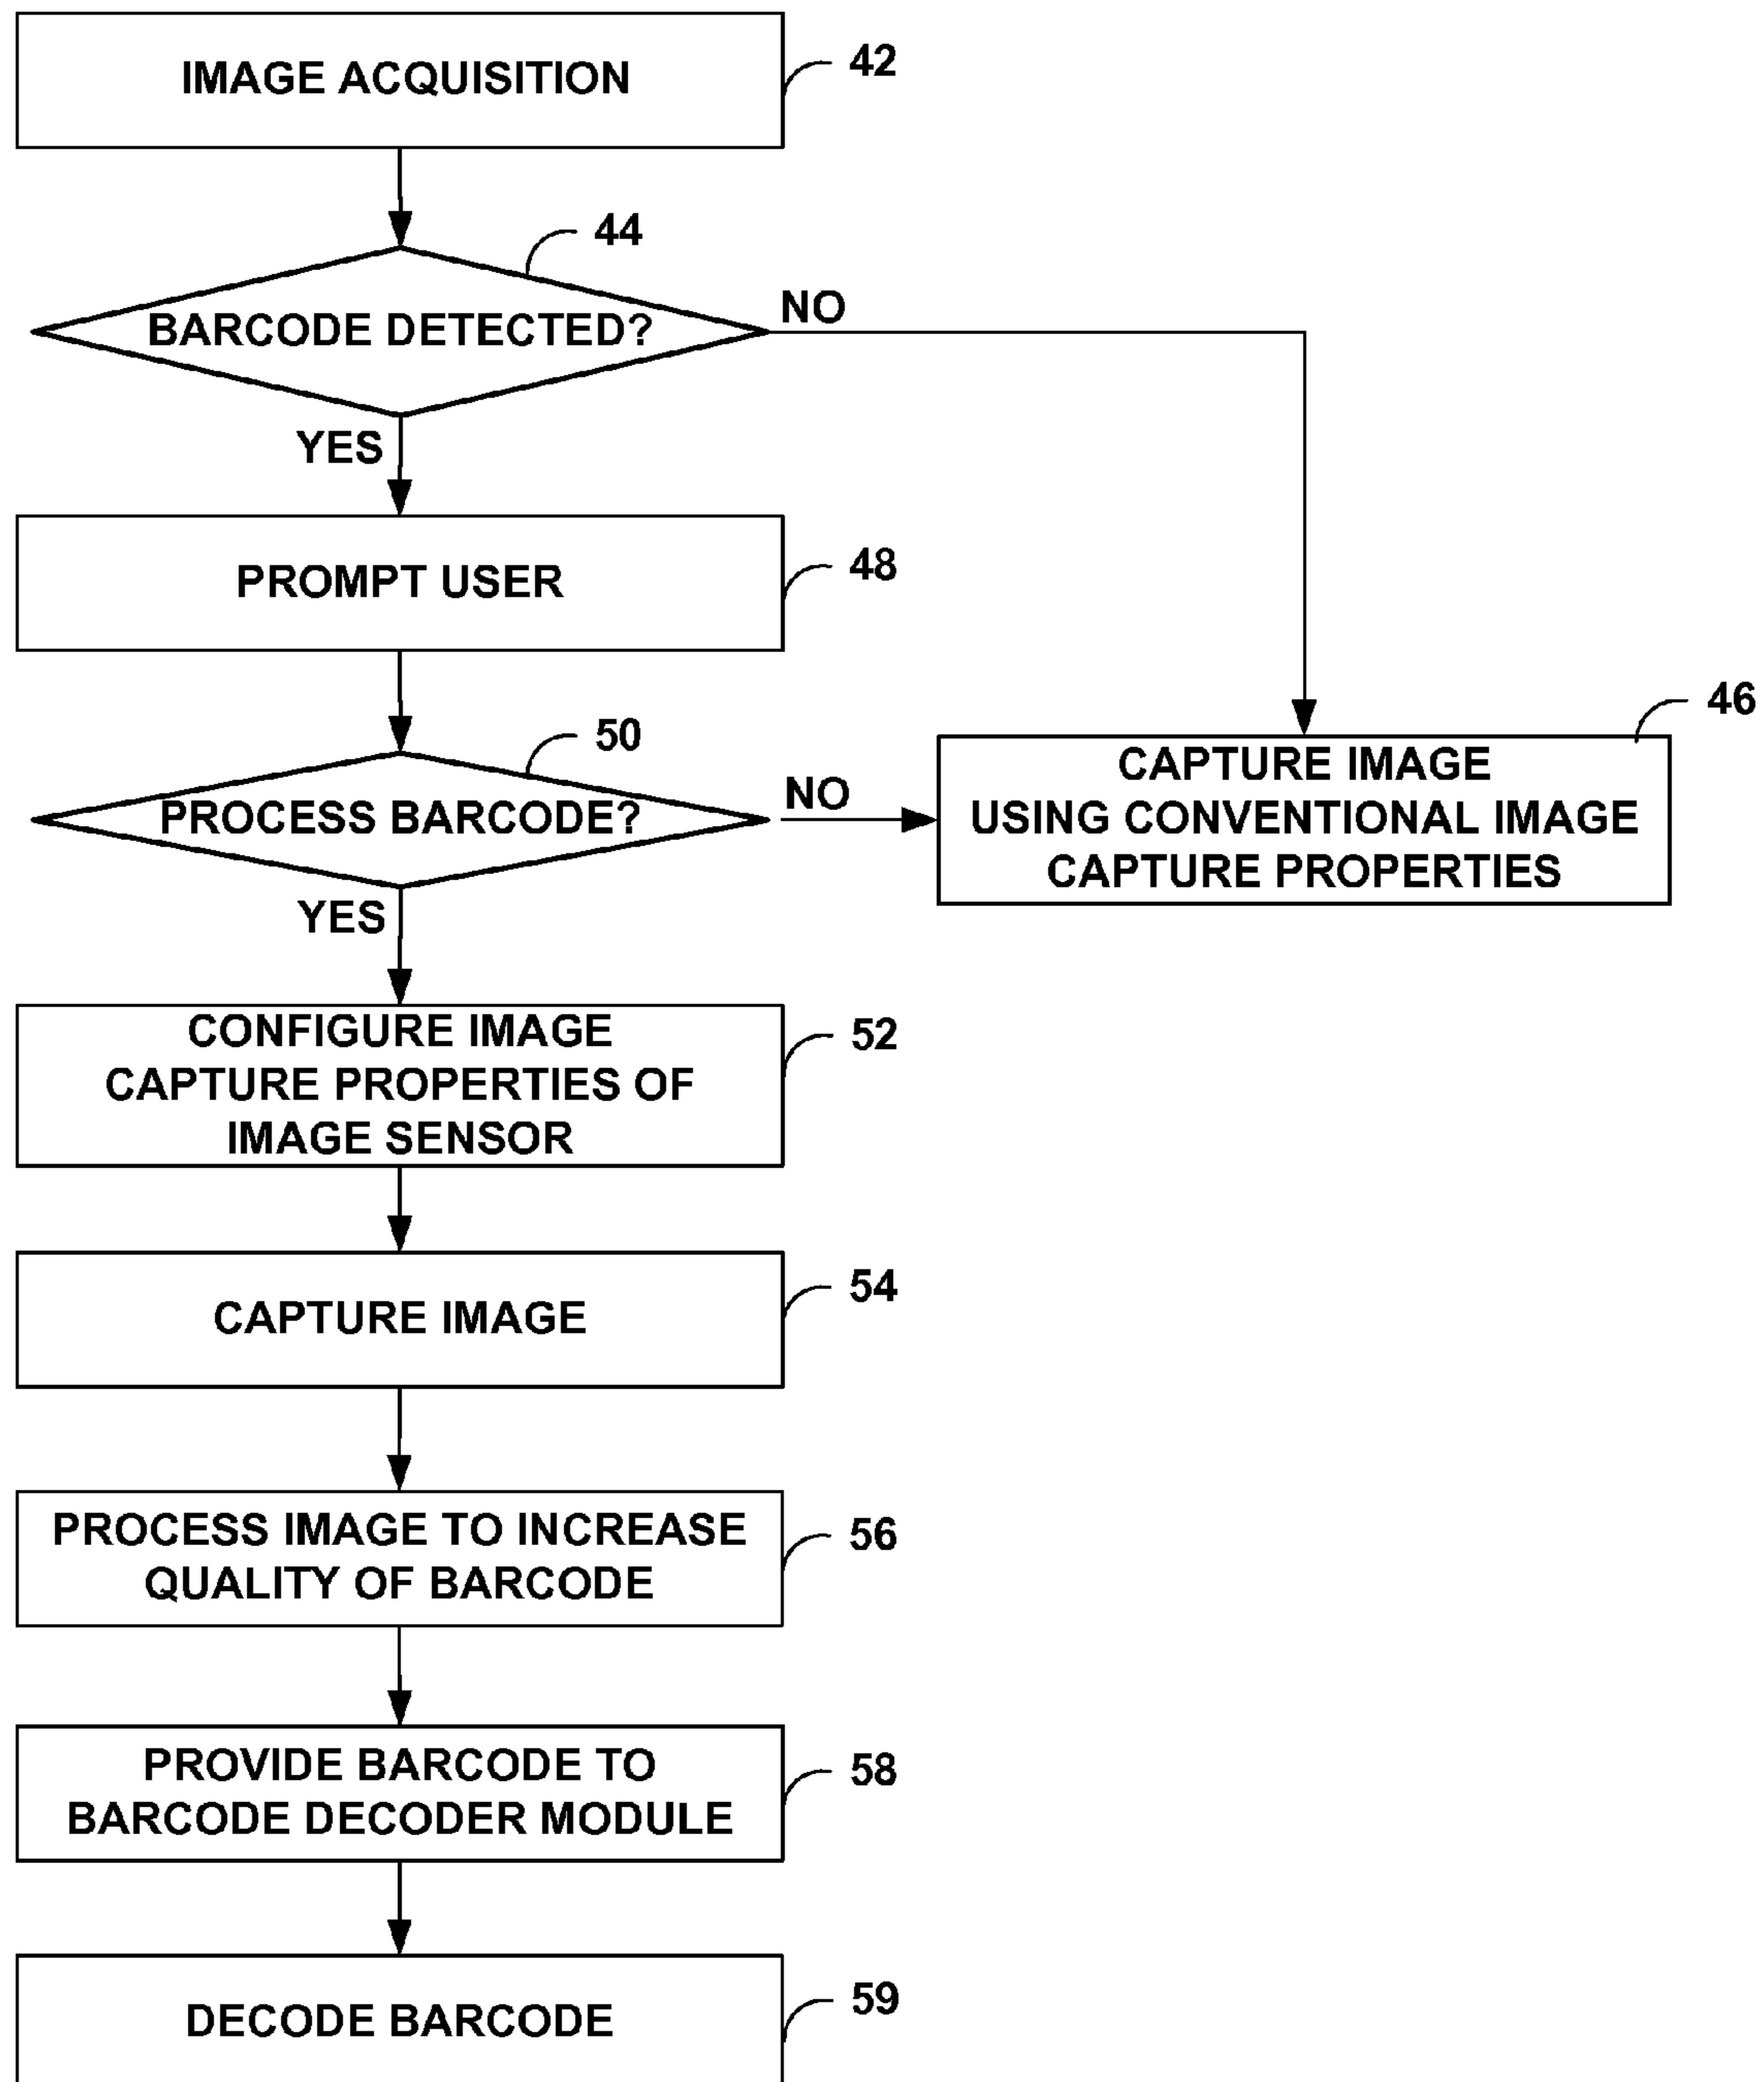 IMAGE ACQUISITION
42
44
BARCODE DETECTED?
NO
YES
PROMPT USER
48
50
PROCESS BARCODE?
NO
46
CAPTURE IMAGE
USING CONVENTIONAL IMAGE
CAPTURE PROPERTIES
YES
CONFIGURE IMAGE
CAPTURE PROPERTIES OF
IMAGE SENSOR
52
CAPTURE IMAGE
54
PROCESS IMAGE TO INCREASE
QUALITY OF BARCODE
56
PROVIDE BARCODE TO
BARCODE DECODER MODULE
58
DECODE BARCODE
59